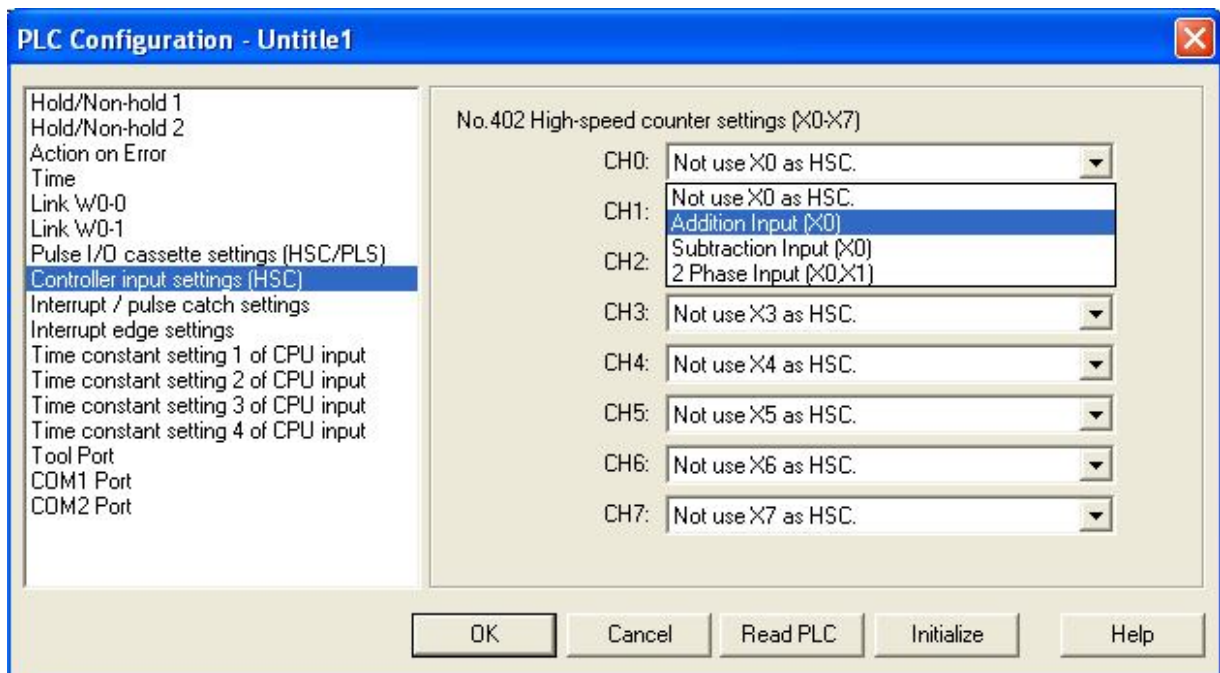 PLC Configuration - Untitle1
Hold/Non-hold 1
Hold/Non-hold 2
Action on Error
Time
Link W0-0
Link W0-1
Pulse I/O cassette settings (HSC/PLS)
Controller input settings (HSC)
Interrupt / pulse catch settings
Interrupt edge settings
Time constant setting 1 of CPU input
Time constant setting 2 of CPU input
Time constant setting 3 of CPU input
Time constant setting 4 of CPU input
Tool Port
COM1 Port
COM2 Port
No.402 High-speed counter settings (X0-X7)
CH0: Not use X0 as HSC.
Not use X0 as HSC.
CH1:
Addition Input (X0)
Subtraction Input (X0)
CH2:
2 Phase Input (X0,X1)
CH3: Not use X3 as HSC.
CH4: Not use X4 as HSC.
CH5: Not use X5 as HSC.
CH6: Not use X6 as HSC.
CH7: Not use X7 as HSC.
OK Cancel Read PLC Initialize Help